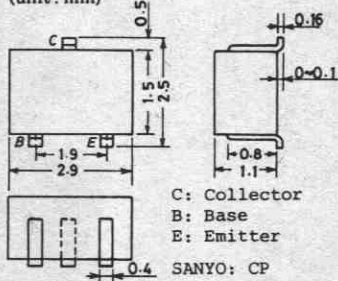 (unit: mm)
0.5
C
0.16
1.5
2.5
0~0.1
B
E
1.9
2.9
0.8
1.1
C: Collector
B: Base
E: Emitter
0.4
SANYO: CP